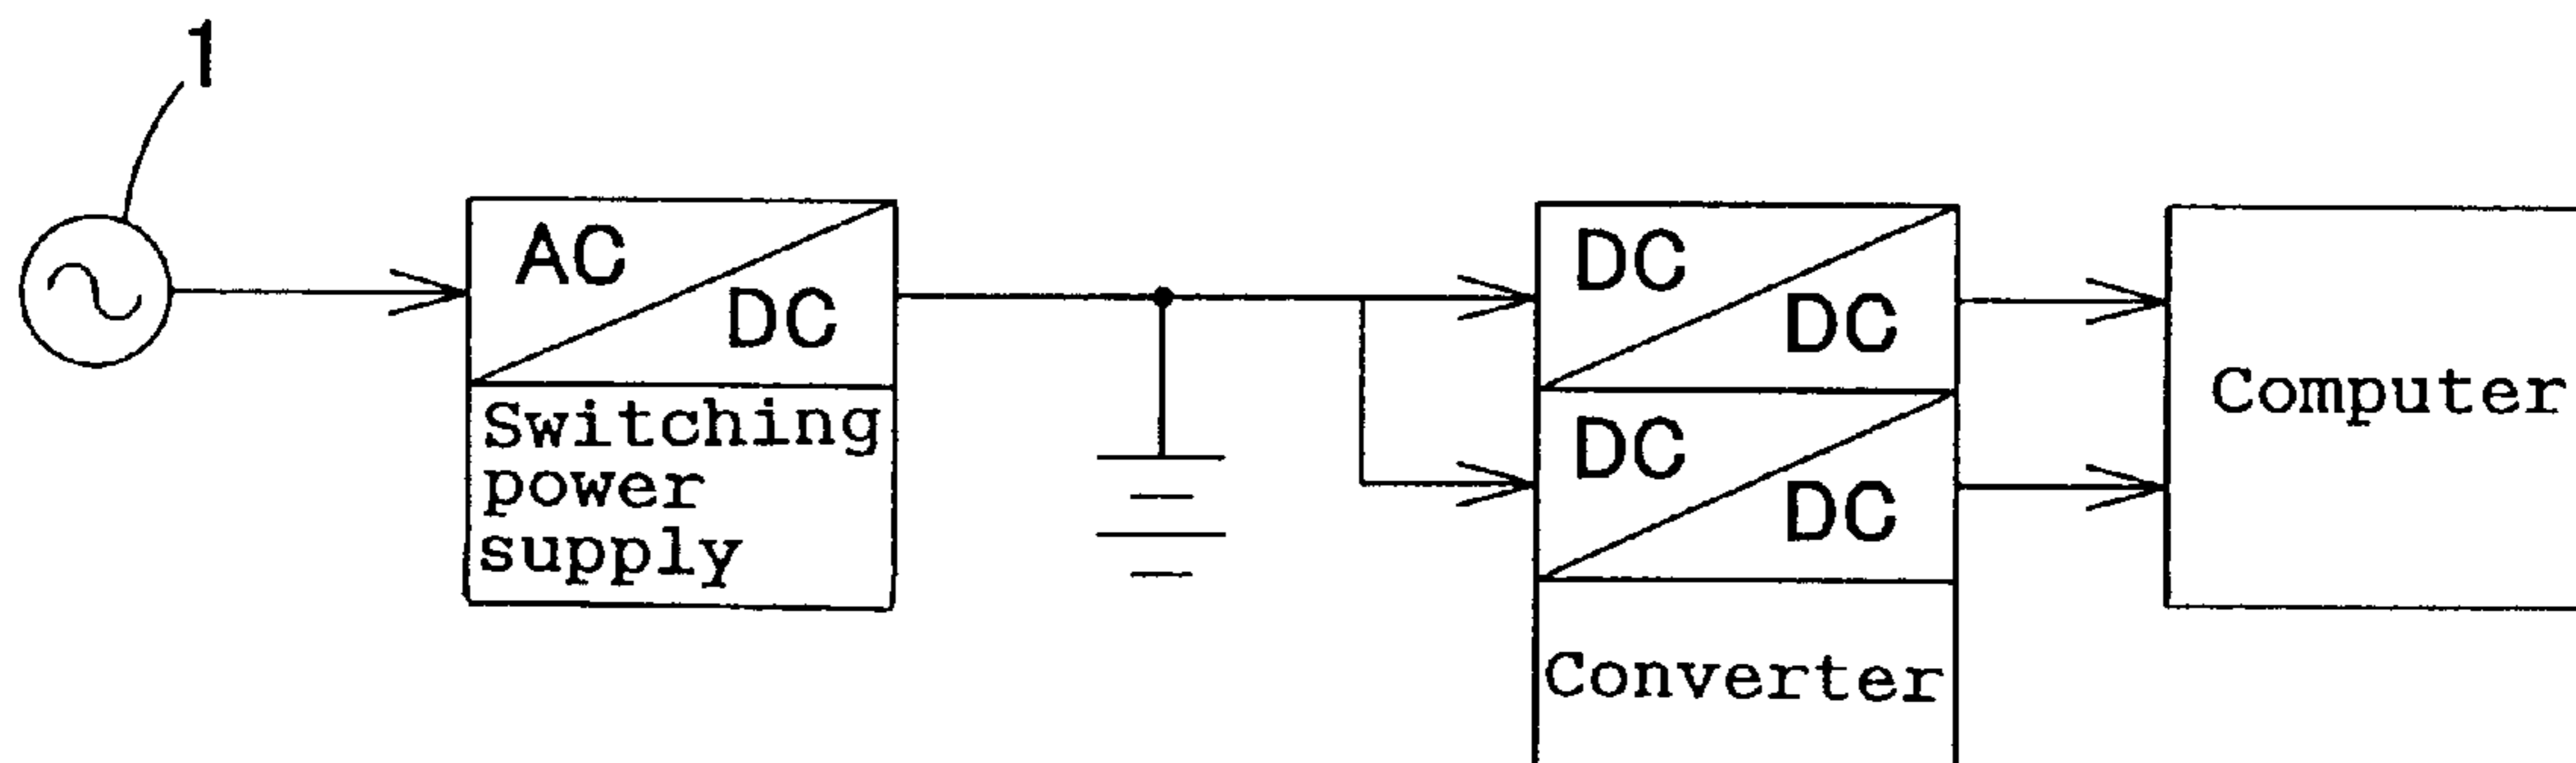 1
AC
DC
Switching
power
supply
DC
DC
DC
DC
Converter
Computer